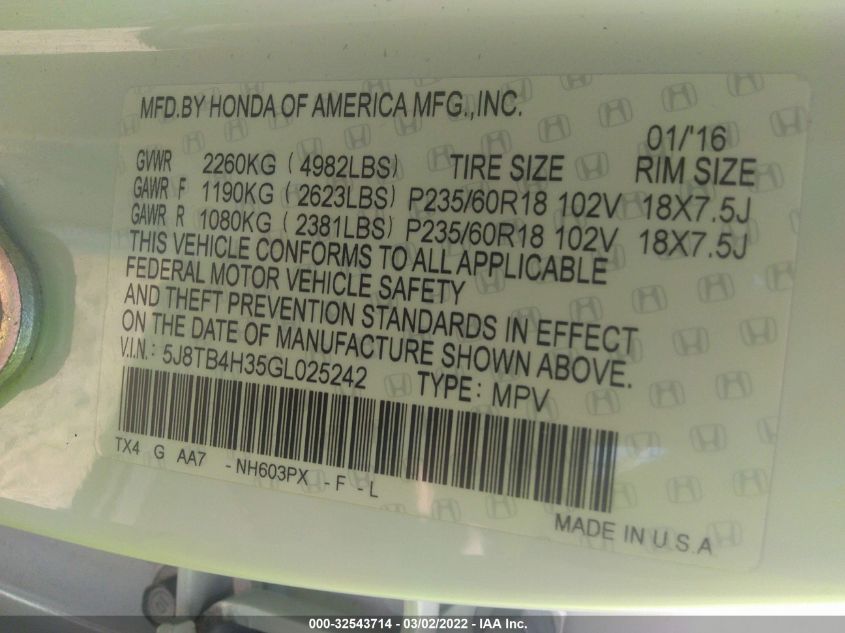 MFD.BY HONDA OF AMERICA MFG.,INC.
01/'16
GVWR 2260KG (4982LBS) TIRE SIZE RIM SIZE
GAWR F 1190KG (2623LBS) P235/60R18 102V 18X7.5J
GAWR R 1080KG (2381LBS) P235/60R18 102V 18X7.5J
THIS VEHICLE CONFORMS TO ALL APPLICABLE
FEDERAL MOTOR VEHICLE SAFETY
AND THEFT PREVENTION STANDARDS IN EFFECT
ON THE DATE OF MANUFACTURE SHOWN ABOVE.
V.I.N.: 5J8TB4H35GL025242 TYPE: MPV
TX4 G AA7 -NH603PX -F -L
MADE IN U.S.A
000-32543714 - 03/02/2022 - IAA Inc.